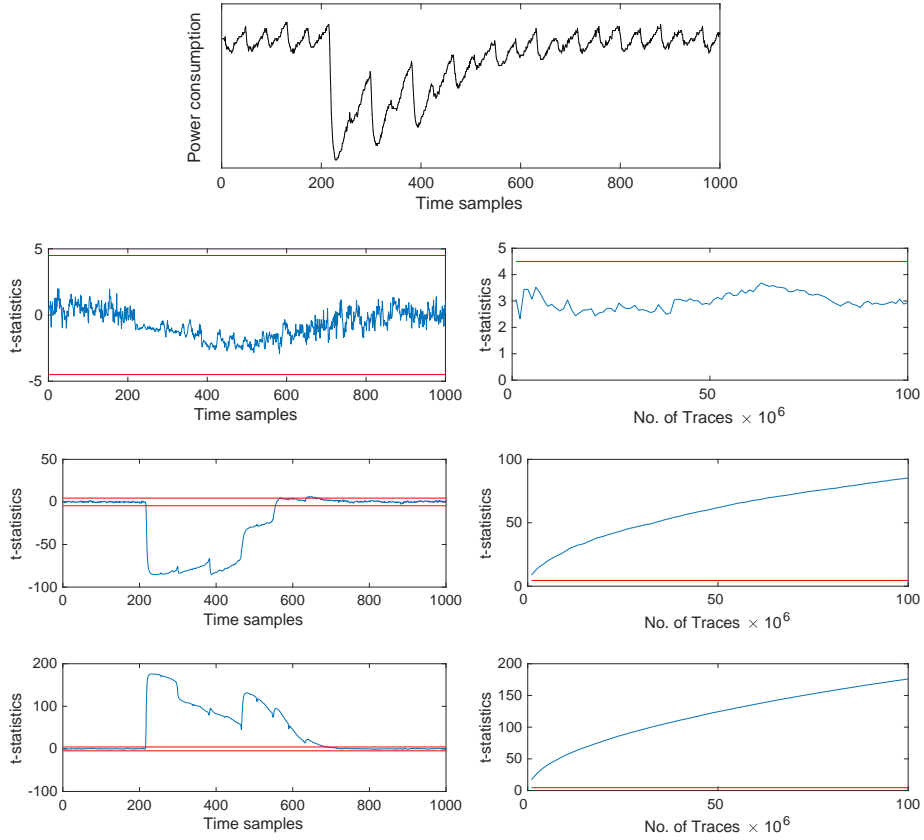 Power consumption
0 200 400 600 800 1000
Time samples
t-statistics
5
0
-5
0 200 400 600 800 1000
Time samples
t-statistics
5
4
3
2
1
0
0 50 100
No. of Traces × 10^6
t-statistics
50
0
-50
-100
0 200 400 600 800 1000
Time samples
t-statistics
100
50
0
0 50 100
No. of Traces × 10^6
t-statistics
200
100
0
-100
0 200 400 600 800 1000
Time samples
t-statistics
200
150
100
50
0
0 50 100
No. of Traces × 10^6